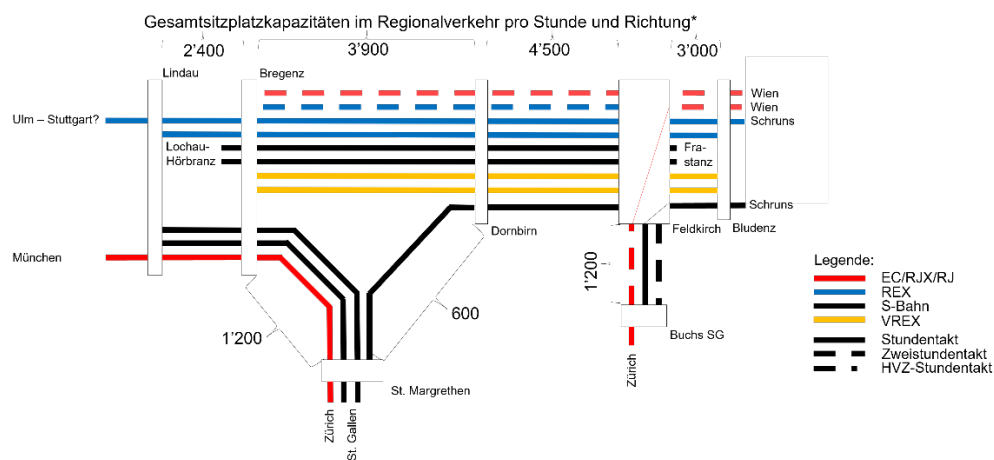 Gesamtsitzplatzkapazitäten im Regionalverkehr pro Stunde und Richtung*
2’400
3’900
4’500
3’000
Lindau
Bregenz
Wien
Wien
Ulm – Stuttgart?
Schruns
Lochau-
Hörbranz
Fra-
stanz
Schruns
Dornbirn
Feldkirch
Bludenz
München
1’200
600
1’200
Buchs SG
Zürich
St. Margrethen
Zürich
St. Gallen
Legende:
EC/RJX/RJ
REX
S-Bahn
VREX
Stundentakt
Zweistundentakt
HVZ-Stundentakt